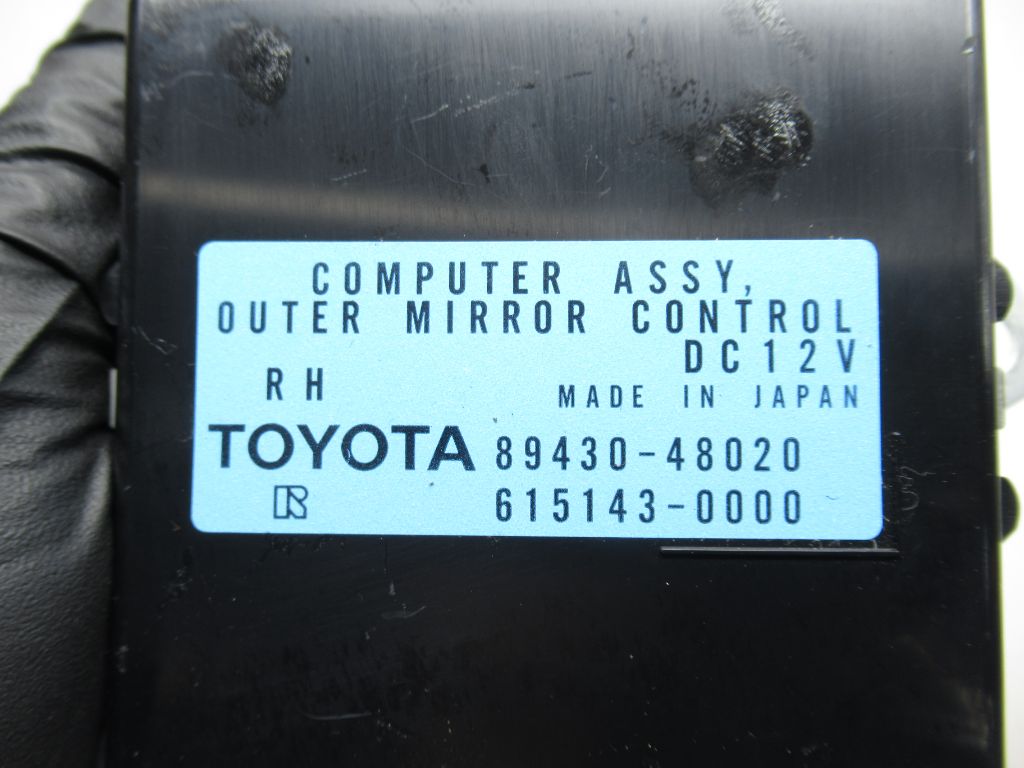 COMPUTER ASSY,
OUTER MIRROR CONTROL
DC12V
RH
MADE IN JAPAN
TOYOTA 89430-48020
R 615143-0000